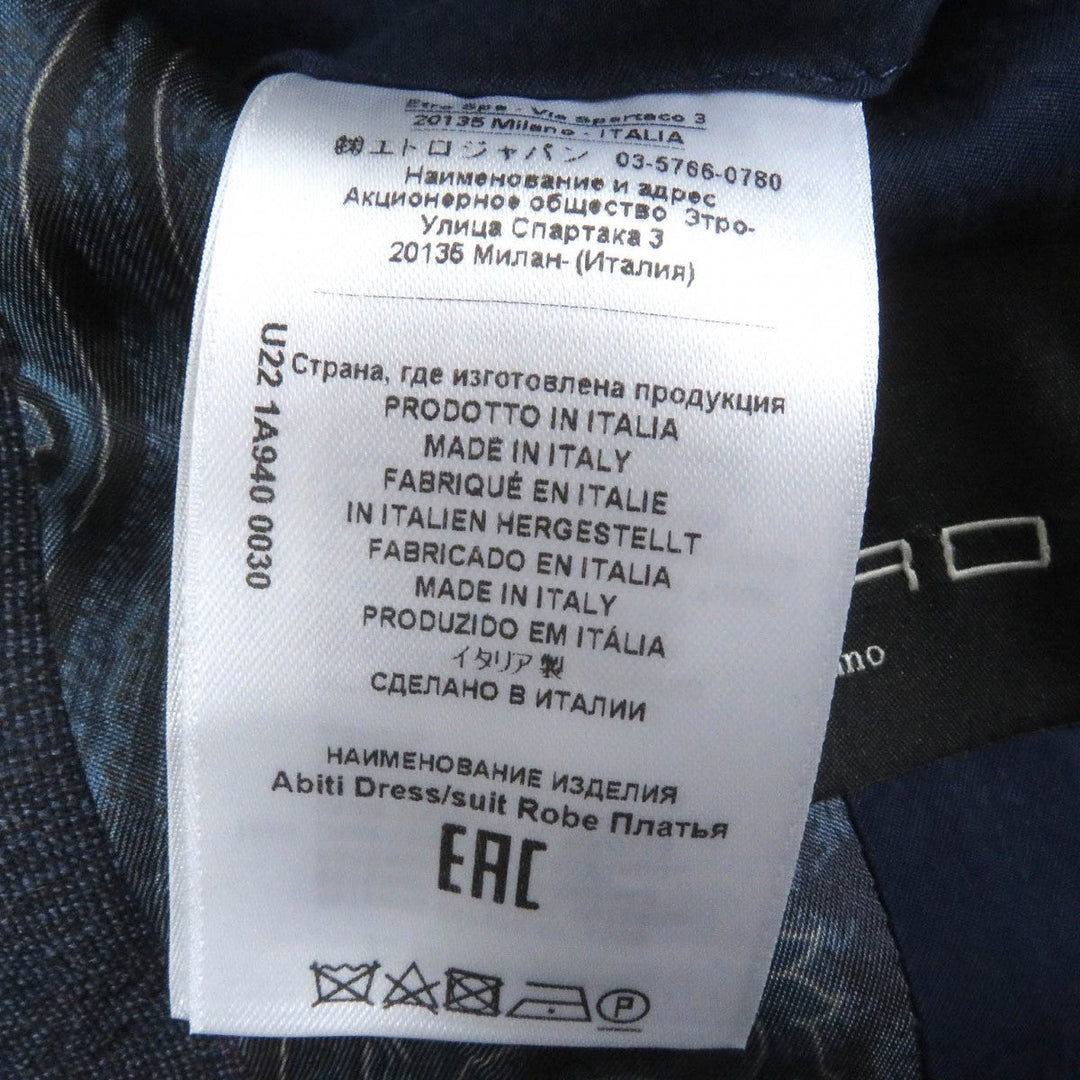 Etro Spa - Via Spartaco 3
20135 Milano - ITALIA
㈱エトロジャパン 03-5766-0780
Наименование и адрес
Акционерное общество Этро-
Улица Спартака 3
20135 Милан- (Италия)
U22 1A940 0030
Страна, где изготовлена продукция
PRODOTTO IN ITALIA
MADE IN ITALY
FABRIQUÉ EN ITALIE
IN ITALIEN HERGESTELLT
FABRICADO EN ITALIA
MADE IN ITALY
PRODUZIDO EM ITÁLIA
イタリア製
СДЕЛАНО В ИТАЛИИ
НАИМЕНОВАНИЕ ИЗДЕЛИЯ
Abiti Dress/suit Robe Платья
EAC
P
RO
no